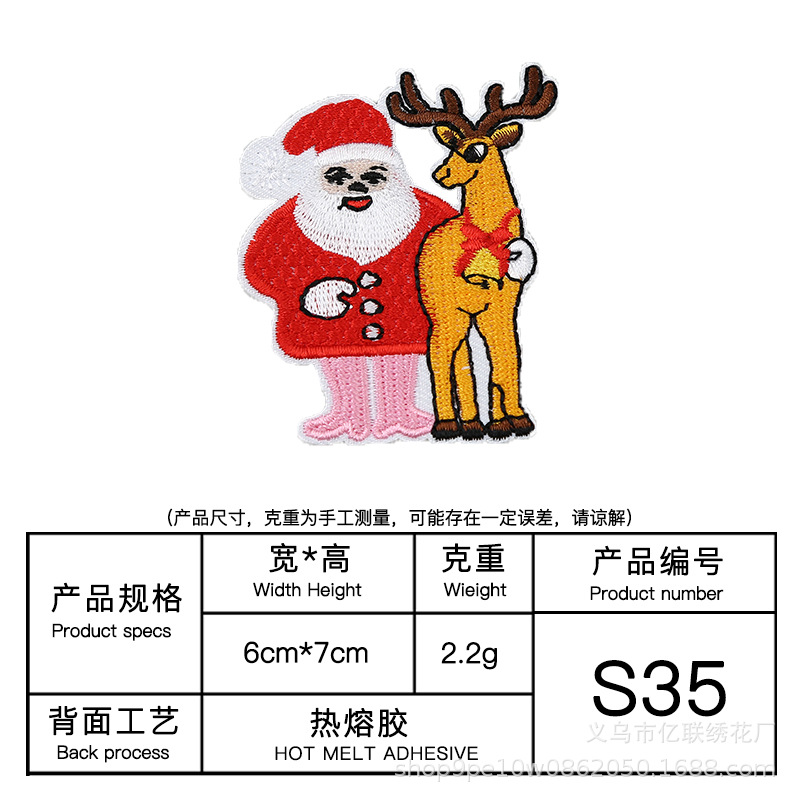 （产品尺寸，克重为手工测量，可能存在一定误差，请谅解）
产品规格
Product specs
宽*高
Width Height
克重
Wieight
产品编号
Product number
6cm*7cm
2.2g
S35
背面工艺
Back process
热熔胶
HOT MELT ADHESIVE
义乌市亿联绣花厂
shop9pe10w0862050.1688.com